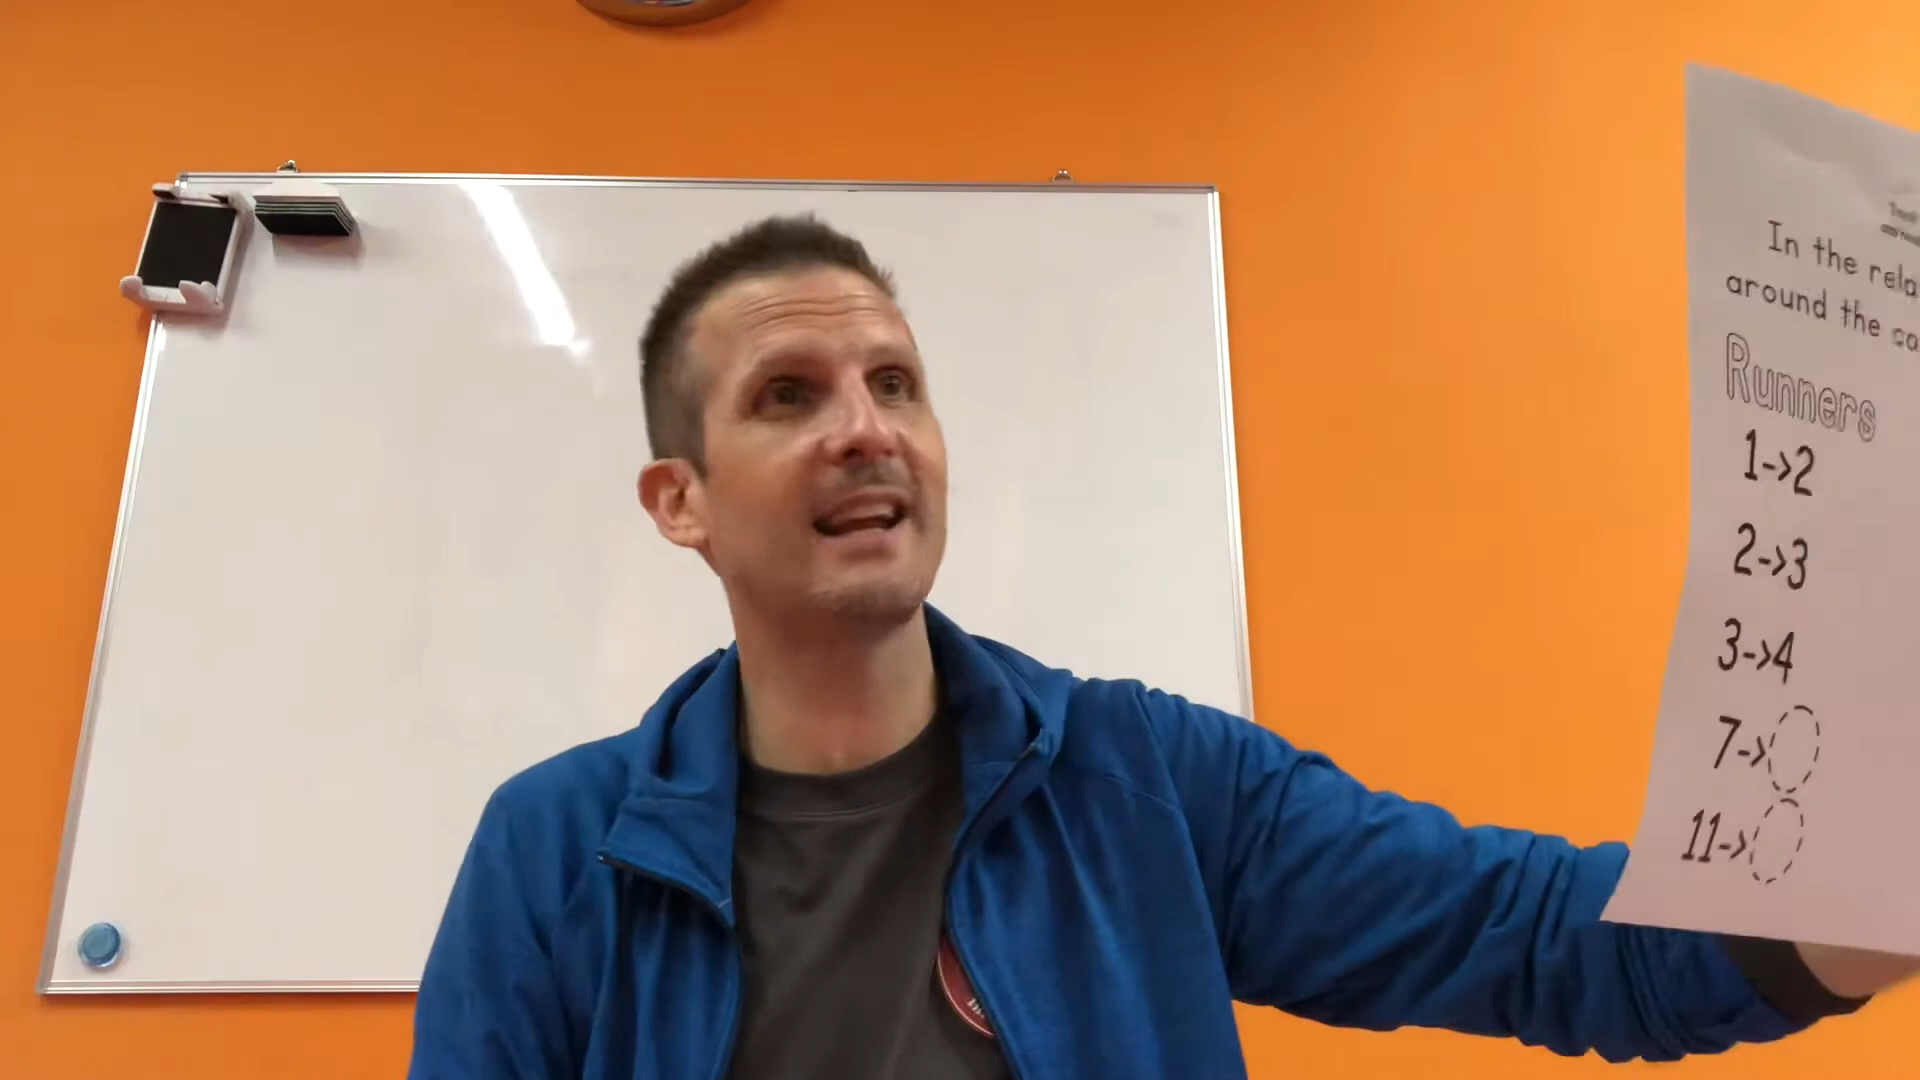 In the rela
around the ca
Runners
1->2
2->3
3->4
7->
11->